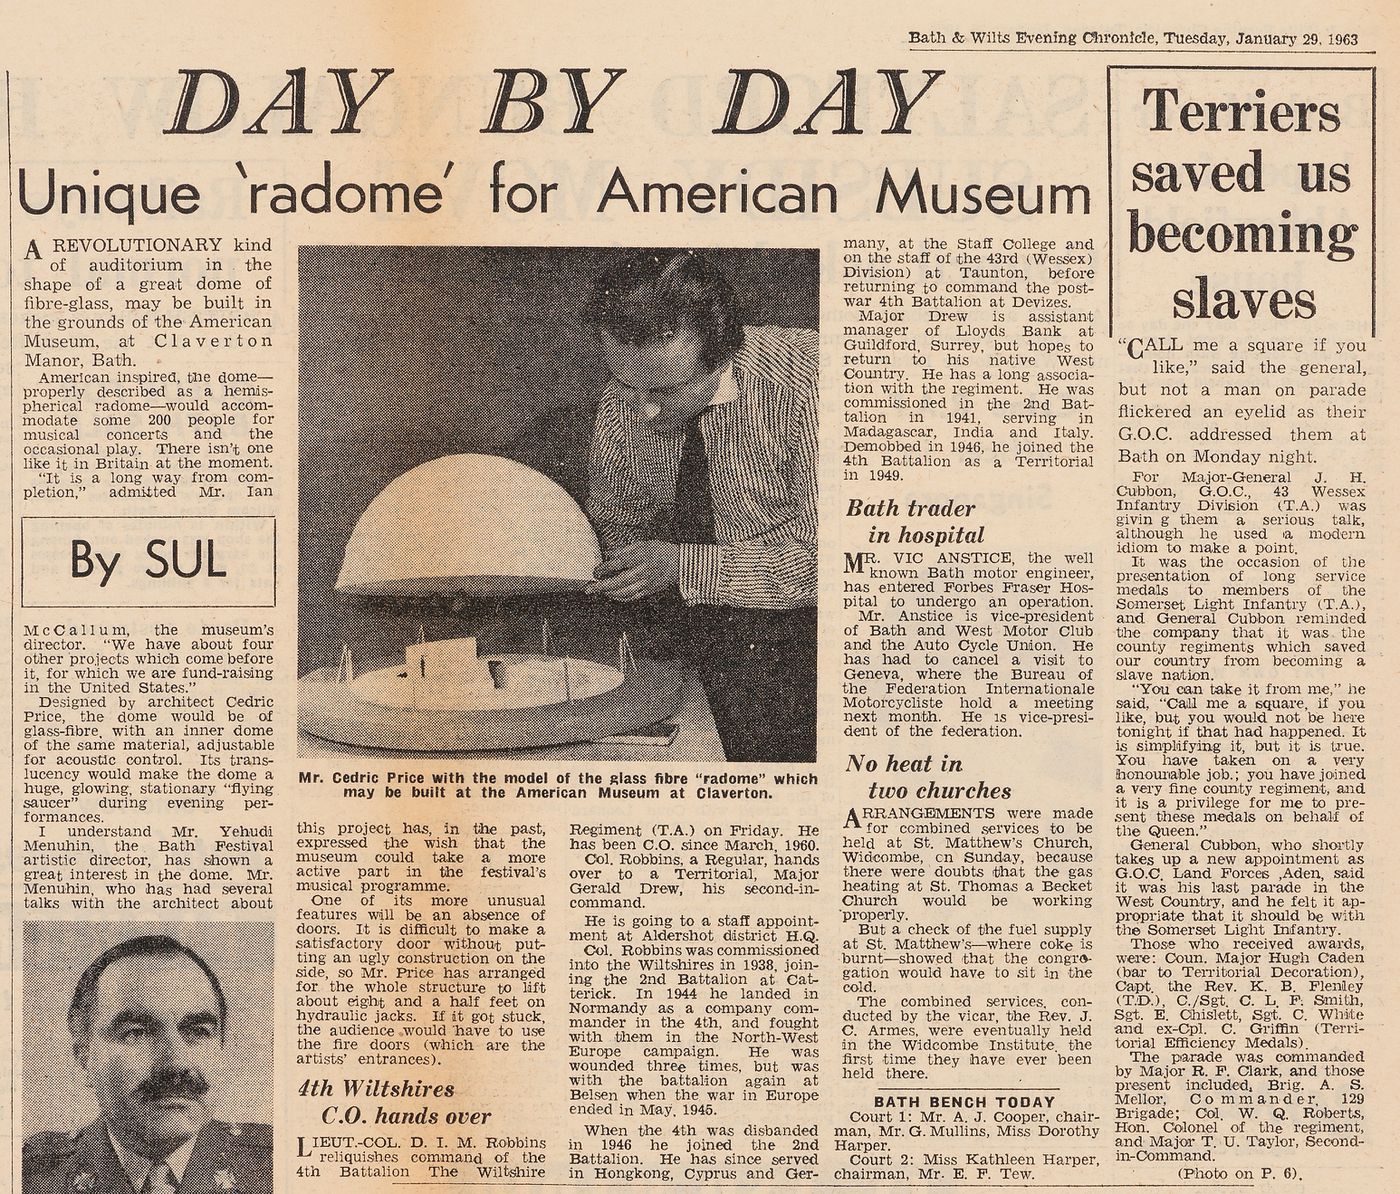 Bath & Wilts Evening Chronicle, Tuesday, January 29, 1963
DAY BY DAY
Unique 'radome' for American Museum
A REVOLUTIONARY kind
of auditorium in the
shape of a great dome of
fibre-glass, may be built in
the grounds of the American
Museum, at Claverton
Manor, Bath.
American inspired, the dome—
properly described as a hemis-
pherical radome—would accom-
modate some 200 people for
musical concerts and the
occasional play. There isn't one
like it in Britain at the moment.
"It is a long way from com-
pletion," admitted Mr. Ian
By SUL
McCallum, the museum's
director. "We have about four
other projects which come before
it, for which we are fund-raising
in the United States."
Designed by architect Cedric
Price, the dome would be of
glass-fibre, with an inner dome
of the same material, adjustable
for acoustic control. Its trans-
lucency would make the dome a
huge, glowing, stationary "flying
saucer" during evening per-
formances.
I understand Mr. Yehudi
Menuhin, the Bath Festival
artistic director, has shown a
great interest in the dome. Mr.
Menuhin, who has had several
talks with the architect about
Mr. Cedric Price with the model of the glass fibre "radome" which
may be built at the American Museum at Claverton.
this project has, in the past,
expressed the wish that the
museum could take a more
active part in the festival's
musical programme.
One of its more unusual
features will be an absence of
doors. It is difficult to make a
satisfactory door without put-
ting an ugly construction on the
side, so Mr. Price has arranged
for the whole structure to lift
about eight and a half feet on
hydraulic jacks. If it got stuck,
the audience would have to use
the fire doors (which are the
artists' entrances).
4th Wiltshires
C.O. hands over
LIEUT.-COL. D. I. M. Robbins
reliquishes command of the
4th Battalion The Wiltshire
Regiment (T.A.) on Friday. He
has been C.O. since March, 1960.
Col. Robbins, a Regular, hands
over to a Territorial, Major
Gerald Drew, his second-in-
command.
He is going to a staff appoint-
ment at Aldershot district H.Q.
Col. Robbins was commissioned
into the Wiltshires in 1938, join-
ing the 2nd Battalion at Cat-
terick. In 1944 he landed in
Normandy as a company com-
mander in the 4th, and fought
with them in the North-West
Europe campaign. He was
wounded three times, but was
with the battalion again at
Belsen when the war in Europe
ended in May, 1945.
When the 4th was disbanded
in 1946 he joined the 2nd
Battalion. He has since served
in Hongkong, Cyprus and Ger-
many, at the Staff College and
on the staff of the 43rd (Wessex)
Division) at Taunton, before
returning to command the post-
war 4th Battalion at Devizes.
Major Drew is assistant
manager of Lloyds Bank at
Guildford, Surrey, but hopes to
return to his native West
Country. He has a long associa-
tion with the regiment. He was
commissioned in the 2nd Bat-
talion in 1941, serving in
Madagascar, India and Italy.
Demobbed in 1946, he joined the
4th Battalion as a Territorial
in 1949.
Bath trader
in hospital
MR. VIC ANSTICE, the well
known Bath motor engineer,
has entered Forbes Fraser Hos-
pital to undergo an operation.
Mr. Anstice is vice-president
of Bath and West Motor Club
and the Auto Cycle Union. He
has had to cancel a visit to
Geneva, where the Bureau of
the Federation Internationale
Motorcycliste hold a meeting
next month. He is vice-presi-
dent of the federation.
No heat in
two churches
ARRANGEMENTS were made
for combined services to be
held at St. Matthew's Church,
Widcombe, on Sunday, because
there were doubts that the gas
heating at St. Thomas a Becket
Church would be working
properly.
But a check of the fuel supply
at St. Matthew's—where coke is
burnt—showed that the congre-
gation would have to sit in the
cold.
The combined services, con-
ducted by the vicar, the Rev. J.
C. Armes, were eventually held
in the Widcombe Institute, the
first time they have ever been
held there.
BATH BENCH TODAY
Court 1: Mr. A. J. Cooper, chair-
man, Mr. G. Mullins, Miss Dorothy
Harper.
Court 2: Miss Kathleen Harper,
chairman, Mr. E. F. Tew.
Terriers
saved us
becoming
slaves
"CALL me a square if you
like," said the general,
but not a man on parade
flickered an eyelid as their
G.O.C. addressed them at
Bath on Monday night.
For Major-General J. H.
Cubbon, G.O.C., 43 Wessex
Infantry Division (T.A.) was
givin g them a serious talk,
although he used a modern
idiom to make a point.
It was the occasion of the
presentation of long service
medals to members of the
Somerset Light Infantry (T.A.),
and General Cubbon reminded
the company that it was the
county regiments which saved
our country from becoming a
slave nation.
"You can take it from me," he
said, "Call me a square, if you
like, but you would not be here
tonight if that had happened. It
is simplifying it, but it is true.
You have taken on a very
honourable job.; you have joined
a very fine county regiment, and
it is a privilege for me to pre-
sent these medals on behalf of
the Queen."
General Cubbon, who shortly
takes up a new appointment as
G.O.C. Land Forces ,Aden, said
it was his last parade in the
West Country, and he felt it ap-
propriate that it should be with
the Somerset Light Infantry.
Those who received awards,
were: Coun. Major Hugh Caden
(bar to Territorial Decoration),
Capt. the Rev. K. B. Flenley
(T.D.), C./Sgt. C. L. F. Smith,
Sgt. E. Chislett, Sgt. C. White
and ex-Cpl. C. Griffin (Terri-
torial Efficiency Medals).
The parade was commanded
by Major R. F. Clark, and those
present included, Brig. A. S.
Mellor, Commander, 129
Brigade; Col. W. Q. Roberts,
Hon. Colonel of the regiment,
and Major T. U. Taylor, Second-
in-Command.
(Photo on P. 6).